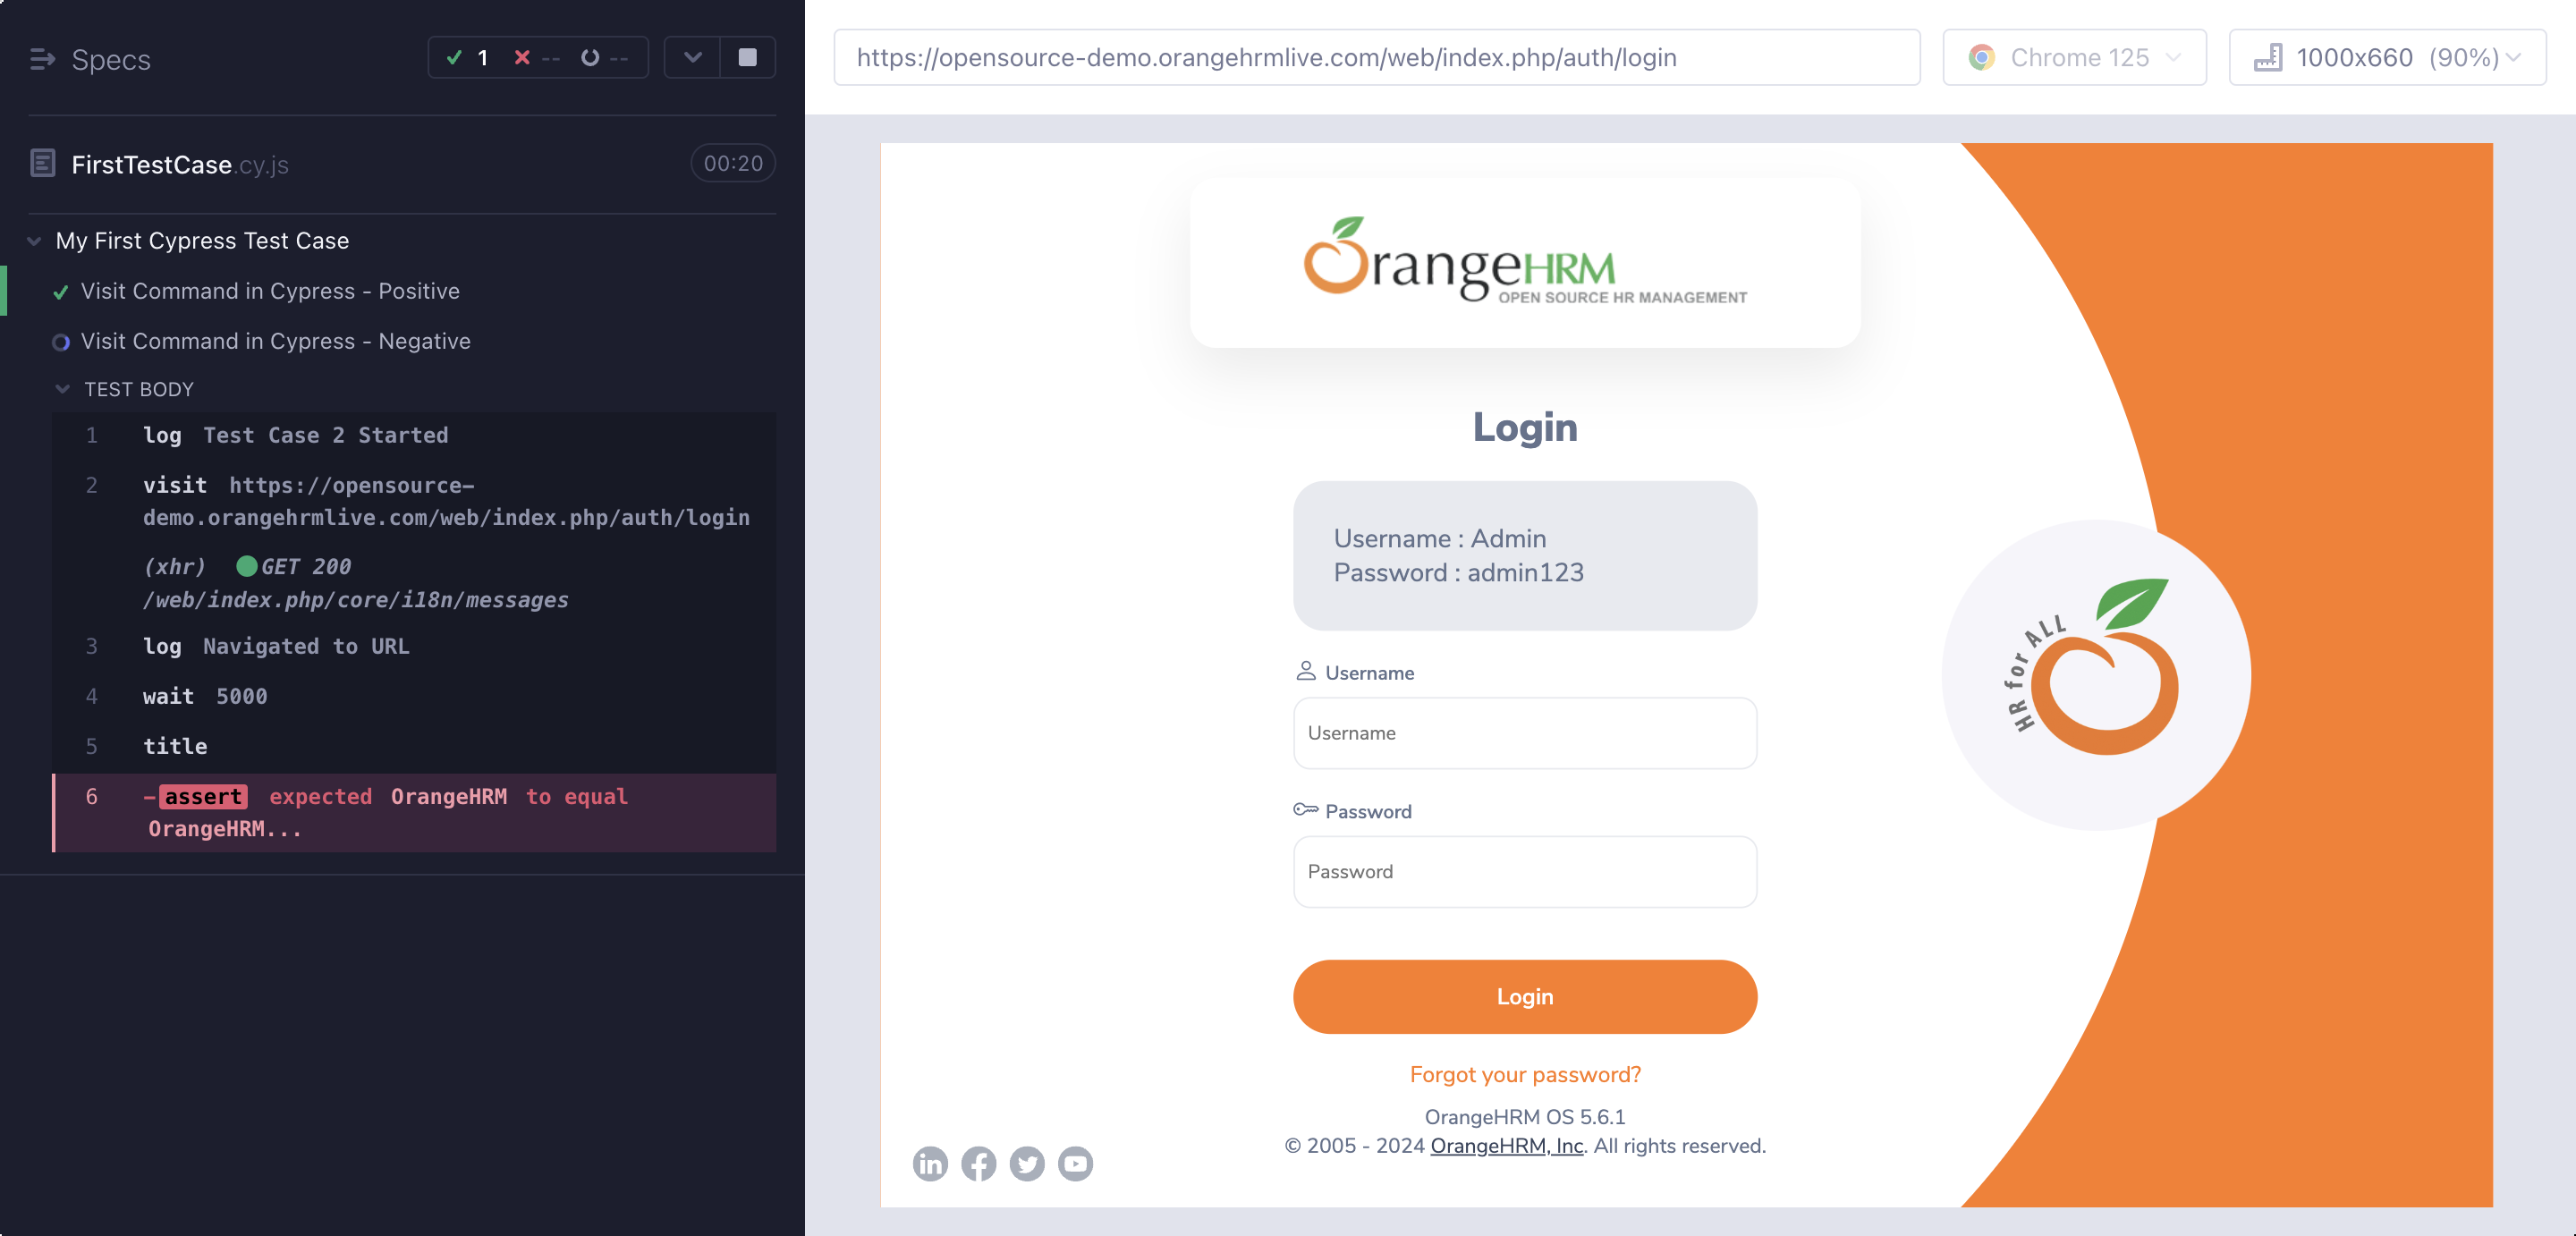 Specs
1 -- --
FirstTestCase.cy.js 00:20
My First Cypress Test Case
Visit Command in Cypress - Positive
Visit Command in Cypress - Negative
TEST BODY
1 log Test Case 2 Started
2 visit https://opensource-
demo.orangehrmlive.com/web/index.php/auth/login
(xhr) GET 200
/web/index.php/core/i18n/messages
3 log Navigated to URL
4 wait 5000
5 title
6 -assert expected OrangeHRM to equal
OrangeHRM...
https://opensource-demo.orangehrmlive.com/web/index.php/auth/login
Chrome 125
1000x660 (90%)
OrangeHRM
OPEN SOURCE HR MANAGEMENT
Login
Username : Admin
Password : admin123
Username
Username
Password
Password
Login
Forgot your password?
OrangeHRM OS 5.6.1
© 2005 - 2024 OrangeHRM, Inc. All rights reserved.
HR for ALL
in